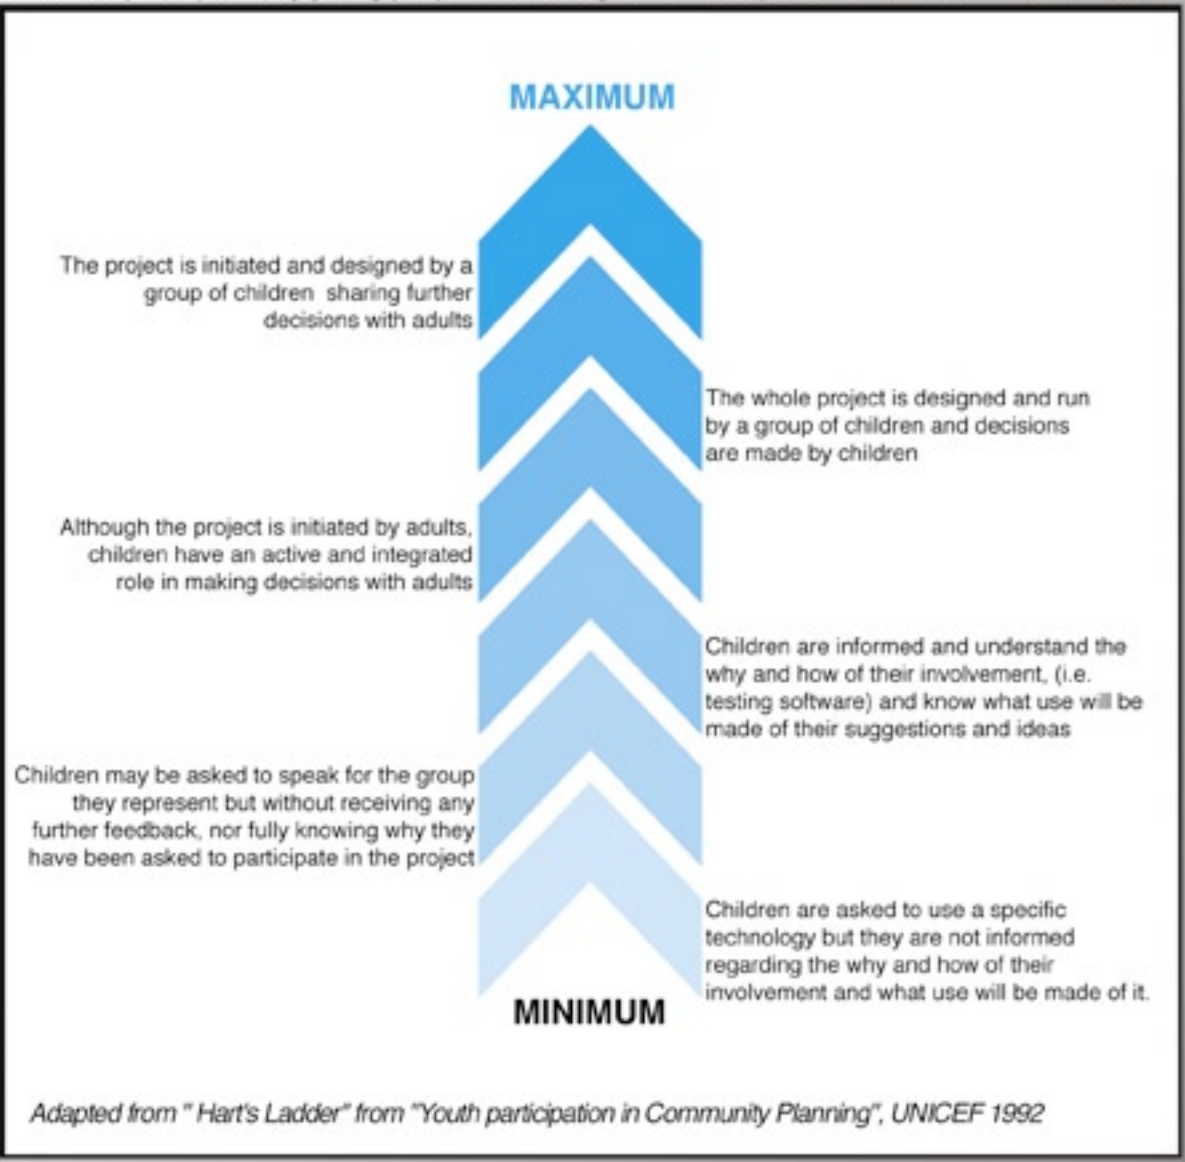 MAXIMUM
The project is initiated and designed by a
group of children sharing further
decisions with adults
The whole project is designed and run
by a group of children and decisions
are made by children
Although the project is initiated by adults,
children have an active and integrated
role in making decisions with adults
Children are informed and understand the
why and how of their involvement, (i.e.
testing software) and know what use will be
made of their suggestions and ideas
Children may be asked to speak for the group
they represent but without receiving any
further feedback, nor fully knowing why they
have been asked to participate in the project
Children are asked to use a specific
technology but they are not informed
regarding the why and how of their
involvement and what use will be made of it.
MINIMUM
Adapted from " Hart's Ladder" from "Youth participation in Community Planning", UNICEF 1992